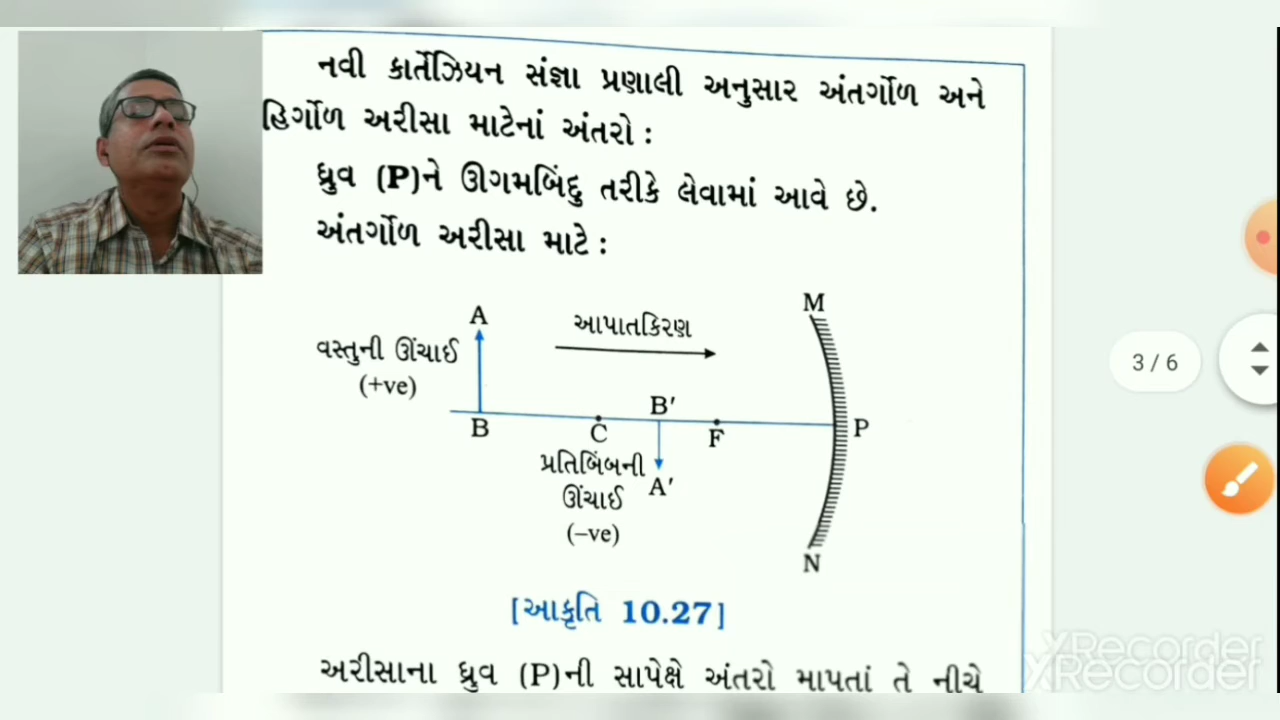 નવી કાર્તેઝિયન સંજ્ઞા પ્રણાલી અનુસાર અંતર્ગોળ અને
હિર્ગોળ અરીસા માટેનાં અંતરો :
ધ્રુવ (P)ને ઊગમબિંદુ તરીકે લેવામાં આવે છે.
અંતર્ગોળ અરીસા માટે :
M
A
આપાતકિરણ
વસ્તુની ઊંચાઈ
(+ve)
3 / 6
B'
B
C
F
P
પ્રતિબિંબની
ઊંચાઈ
A'
(–ve)
N
[આકૃતિ 10.27]
અરીસાના ધ્રુવ (P)ની સાપેક્ષે અંતરો માપતાં તે નીચે
XRecorder
XRecorder